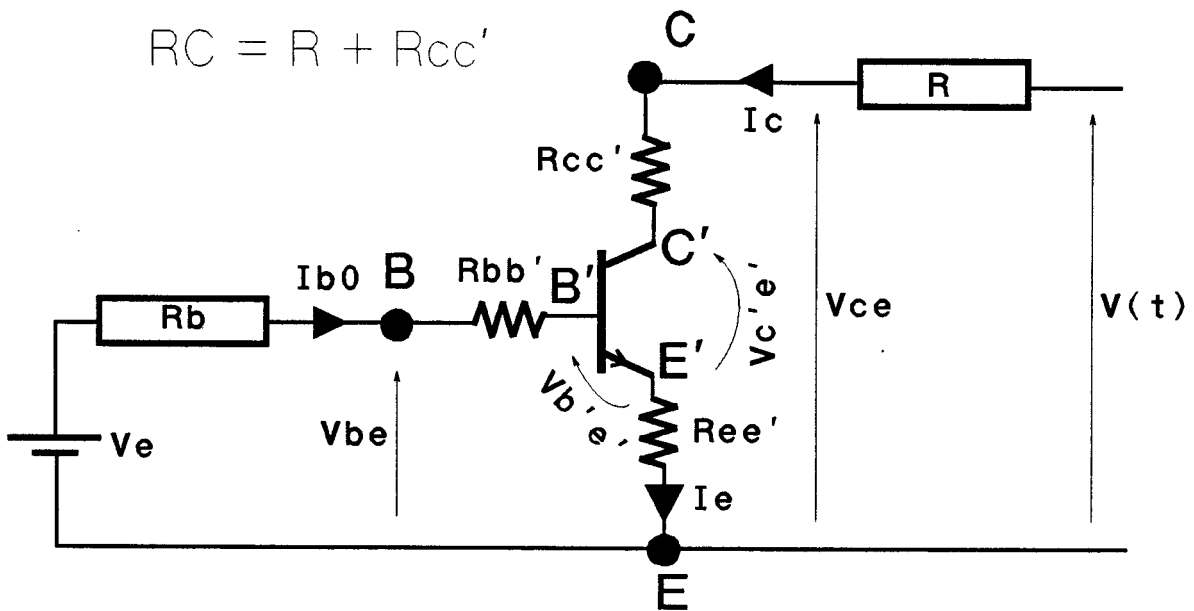 C
RC = R + Rcc'
R
Ic
Rcc'
C'
Ib0
B
Rbb'
B'
Vc'e'
Vce
V(t)
Rb
E'
Vb'e'
Ree'
Ve
Vbe
Ie
E